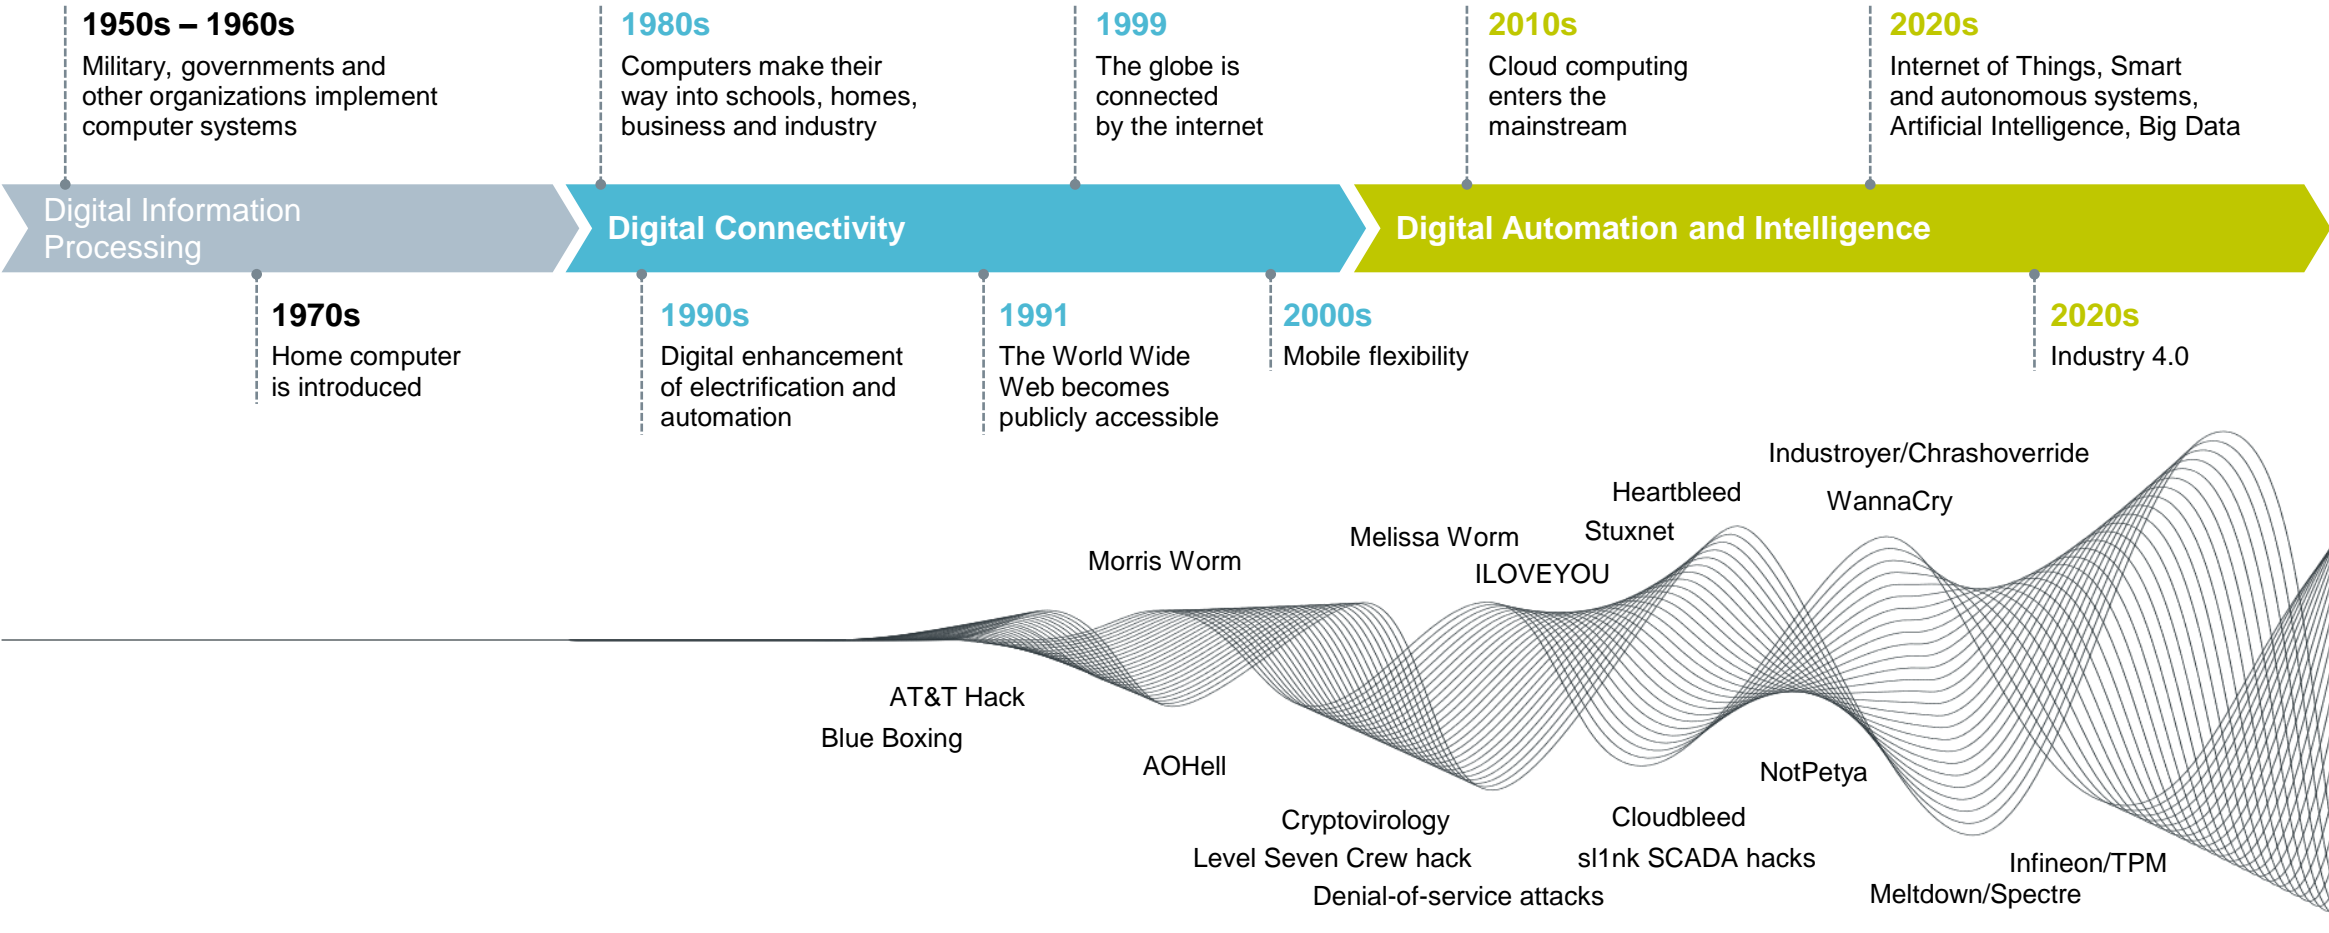 1950s – 1960s
Military, governments and
other organizations implement
computer systems
1980s
Computers make their
way into schools, homes,
business and industry
1999
The globe is
connected
by the internet
2010s
Cloud computing
enters the
mainstream
2020s
Internet of Things, Smart
and autonomous systems,
Artificial Intelligence, Big Data
Digital Information
Processing
Digital Connectivity
Digital Automation and Intelligence
1970s
Home computer
is introduced
1990s
Digital enhancement
of electrification and
automation
1991
The World Wide
Web becomes
publicly accessible
2000s
Mobile flexibility
2020s
Industry 4.0
Industroyer/Chrashoverride
Heartbleed
WannaCry
Stuxnet
Melissa Worm
Morris Worm
ILOVEYOU
AT&T Hack
Blue Boxing
AOHell
NotPetya
Cryptovirology
Cloudbleed
Level Seven Crew hack
sl1nk SCADA hacks
Infineon/TPM
Denial-of-service attacks
Meltdown/Spectre